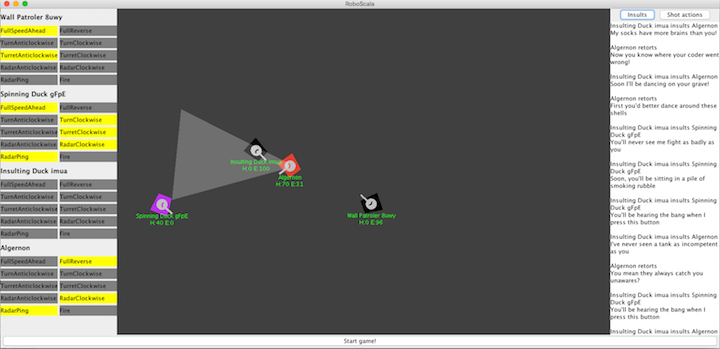 RoboScala
Wall Patroler 8uwy
FullSpeedAhead FullReverse
TurnAnticlockwise TurnClockwise
TurretAnticlockwise TurretClockwise
RadarAnticlockwise RadarClockwise
RadarPing Fire
Spinning Duck gFpE
FullSpeedAhead FullReverse
TurnAnticlockwise TurnClockwise
TurretAnticlockwise TurretClockwise
RadarAnticlockwise RadarClockwise
RadarPing Fire
Insulting Duck imua
FullSpeedAhead FullReverse
TurnAnticlockwise TurnClockwise
TurretAnticlockwise TurretClockwise
RadarAnticlockwise RadarClockwise
RadarPing Fire
Algernon
FullSpeedAhead FullReverse
TurnAnticlockwise TurnClockwise
TurretAnticlockwise TurretClockwise
RadarAnticlockwise RadarClockwise
RadarPing Fire
Insulting Duck imua
H:0 E:100
Algernon
H:70 E:11
Spinning Duck gFpE
H:40 E:0
Wall Patroler 8uwy
H:0 E:96
Insults Shot actions
Insulting Duck imua insults Algernon
My socks have more brains than you!
Algernon retorts
Now you know where your coder went
wrong!
Insulting Duck imua insults Algernon
Soon I'll be dancing on your grave!
Algernon retorts
First you'd better dance around these
shells
Insulting Duck imua insults Spinning
Duck gFpE
You'll never see me fight as badly as
you
Insulting Duck imua insults Spinning
Duck gFpE
Soon, you'll be sitting in a pile of
smoking rubble
Insulting Duck imua insults Spinning
Duck gFpE
You'll be hearing the bang when I
press this button
Insulting Duck imua insults Algernon
I've never seen a tank as incompetent
as you
Algernon retorts
You mean they always catch you
unawares?
Insulting Duck imua insults Spinning
Duck gFpE
You'll be hearing the bang when I
press this button
Insulting Duck imua insults Algernon
Start game!